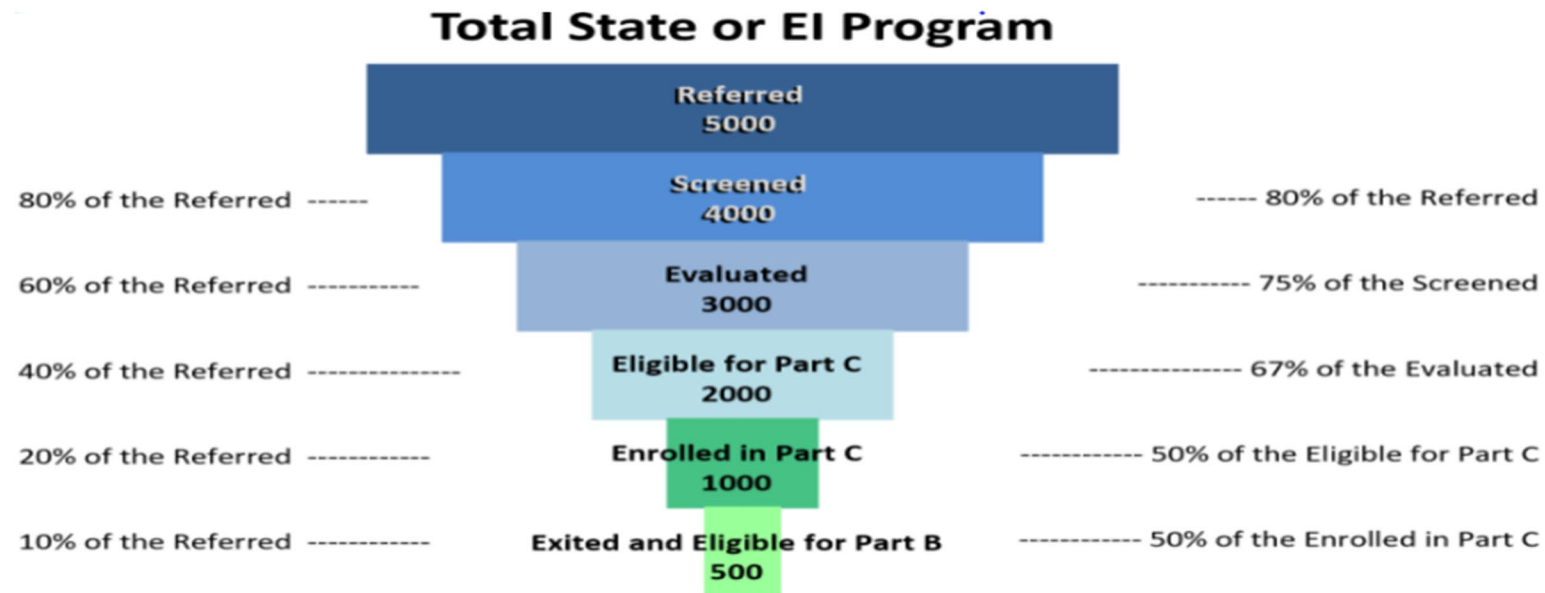 Total State or EI Program
Referred
5000
Screened
4000
80% of the Referred ------
------ 80% of the Referred
Evaluated
3000
60% of the Referred -----------
----------- 75% of the Screened
Eligible for Part C
2000
40% of the Referred ---------------
--------------- 67% of the Evaluated
Enrolled in Part C
1000
20% of the Referred ------------
------------ 50% of the Eligible for Part C
Exited and Eligible for Part B
500
10% of the Referred ------------
------------ 50% of the Enrolled in Part C